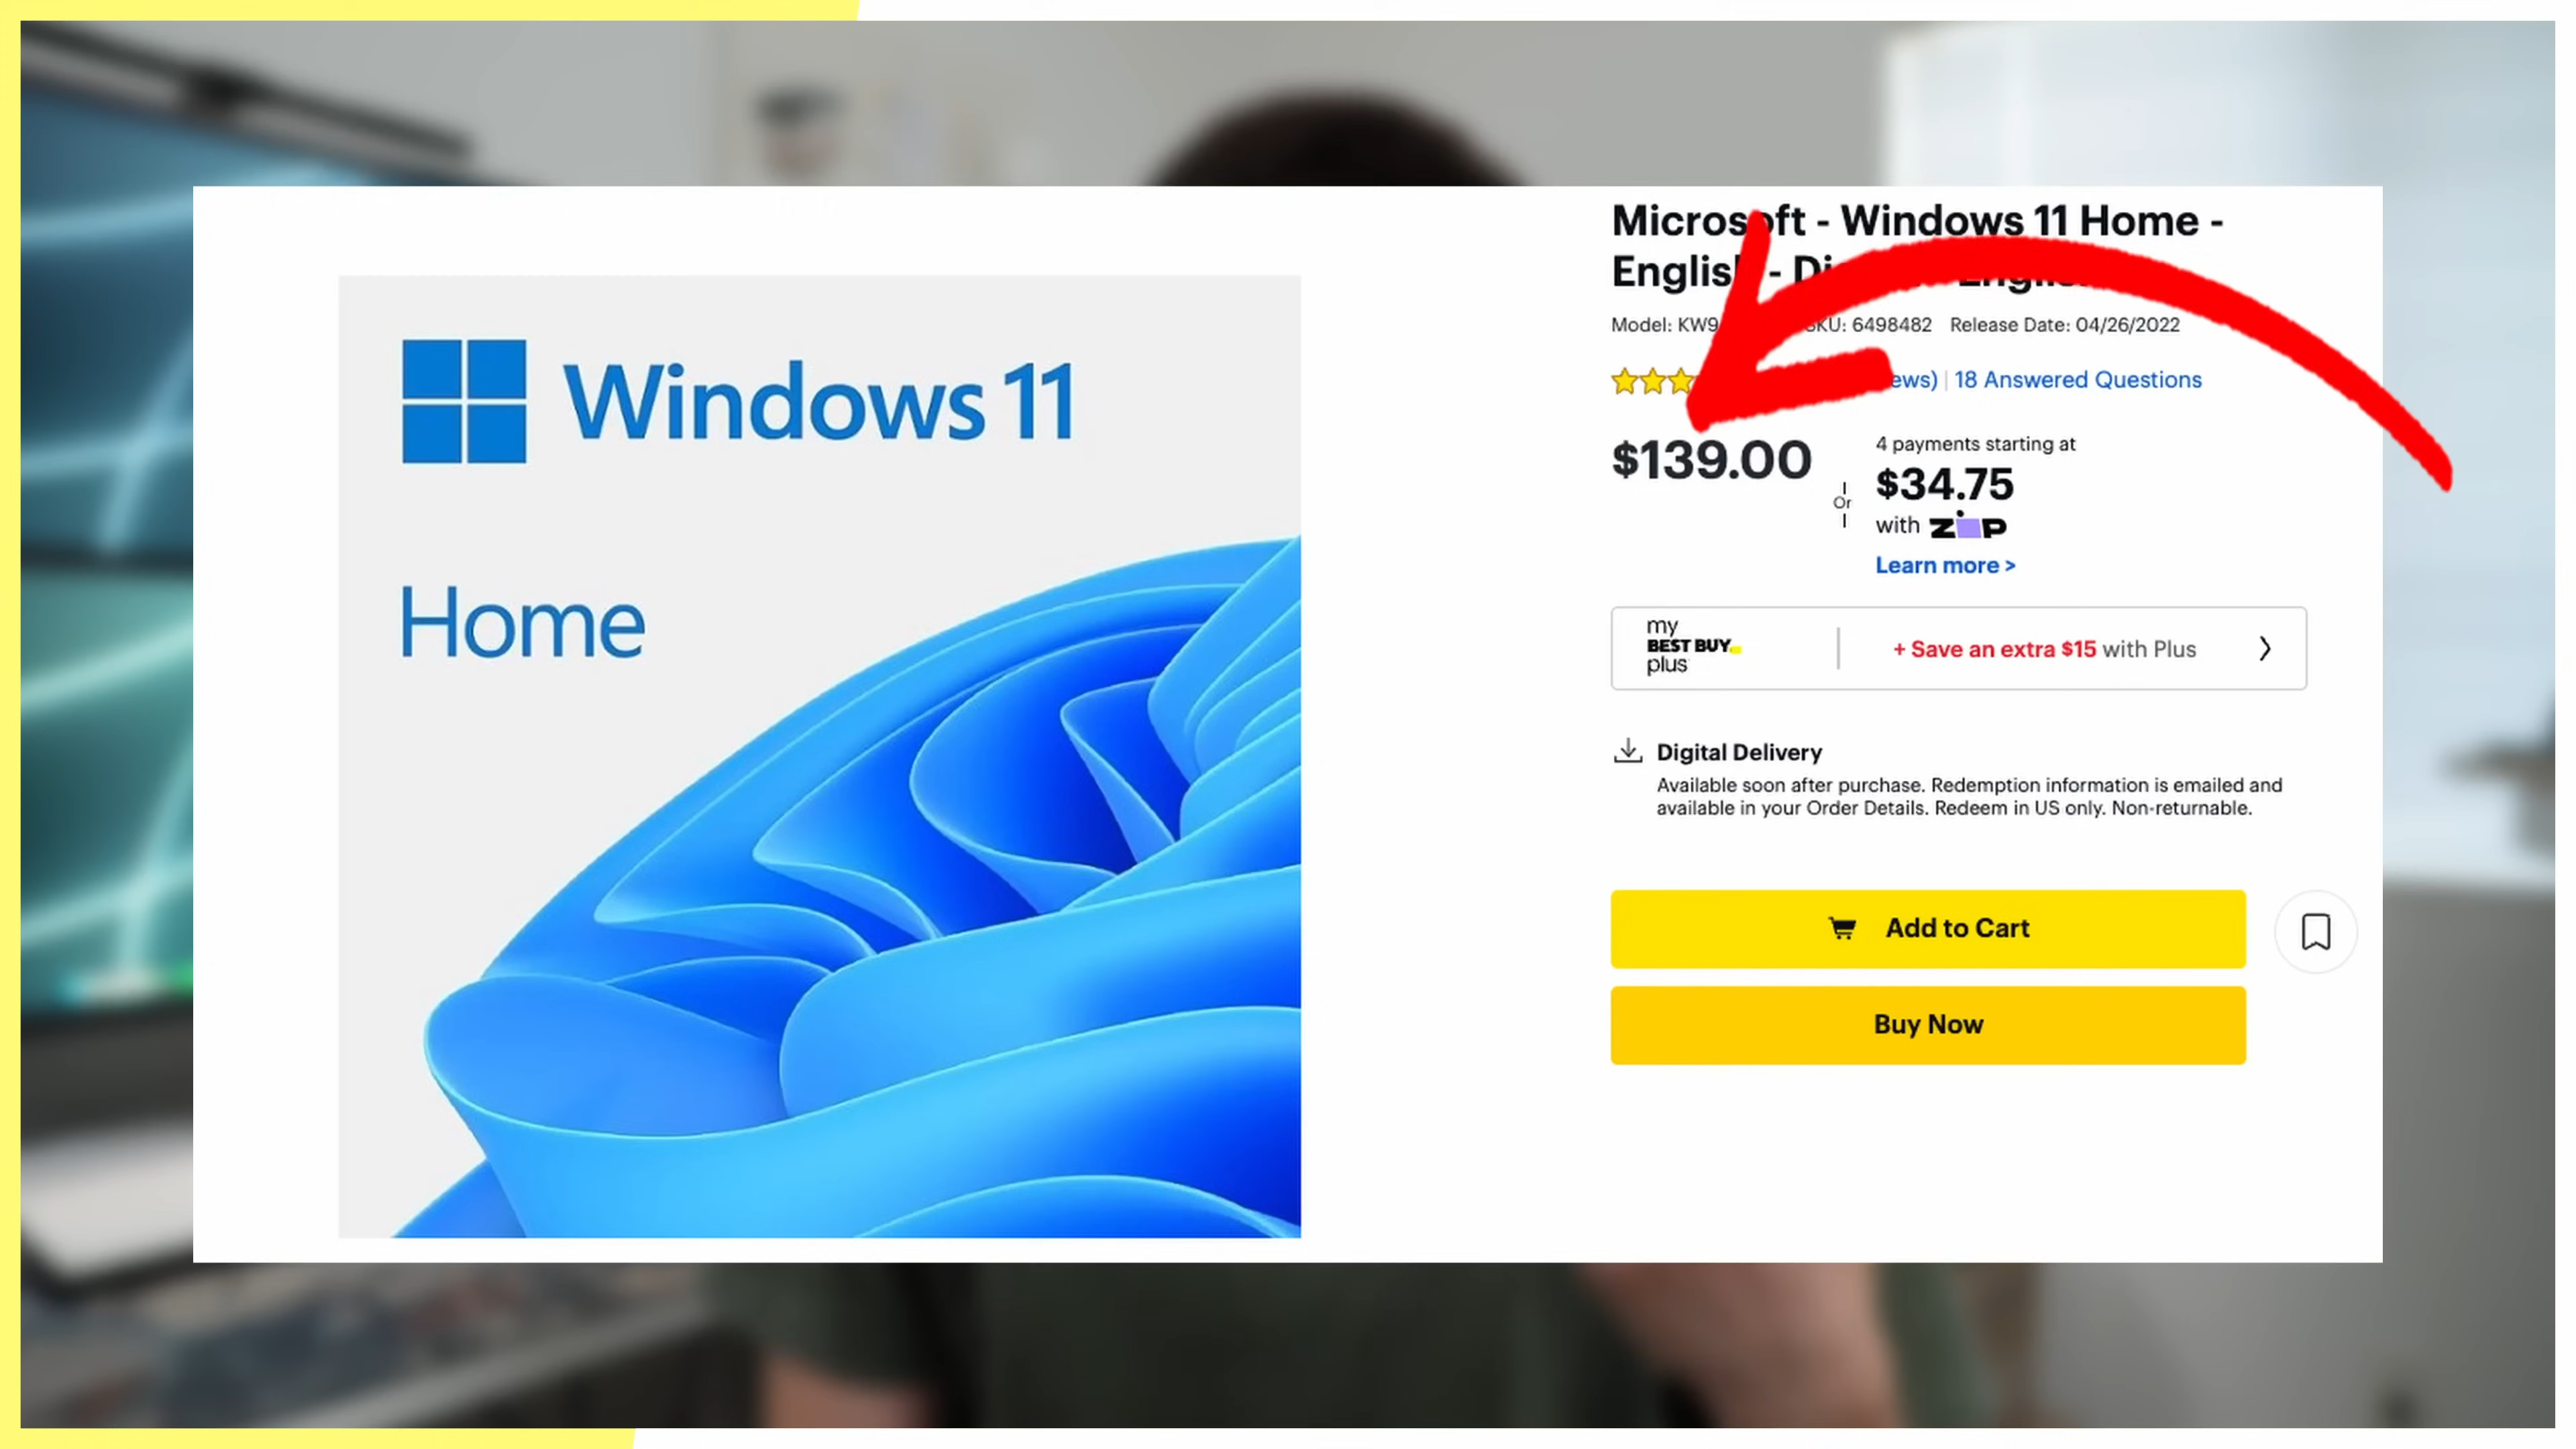 Windows 11
Home
Microsoft - Windows 11 Home -
English -
Model: SKU: 6498482 Release Date: 04/26/2022
18 Answered Questions
$139.00
Or
4 payments starting at
$34.75
with ZIP
Learn more >
my
BEST BUY
plus
+ Save an extra $15 with Plus
Digital Delivery
Available soon after purchase. Redemption information is emailed and
available in your Order Details. Redeem in US only. Non-returnable.
Add to Cart
Buy Now